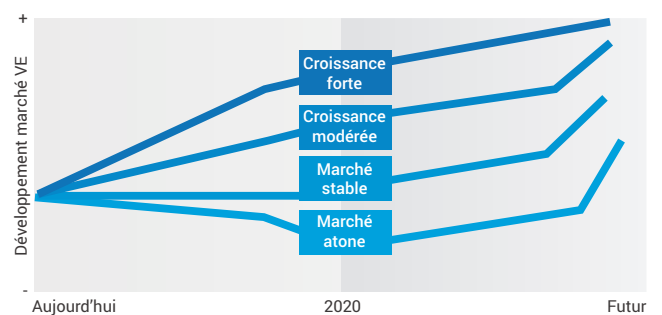 +
Développement marché VE
Croissance
forte
Croissance
modérée
Marché
stable
Marché
atone
-
Aujourd’hui
2020
Futur